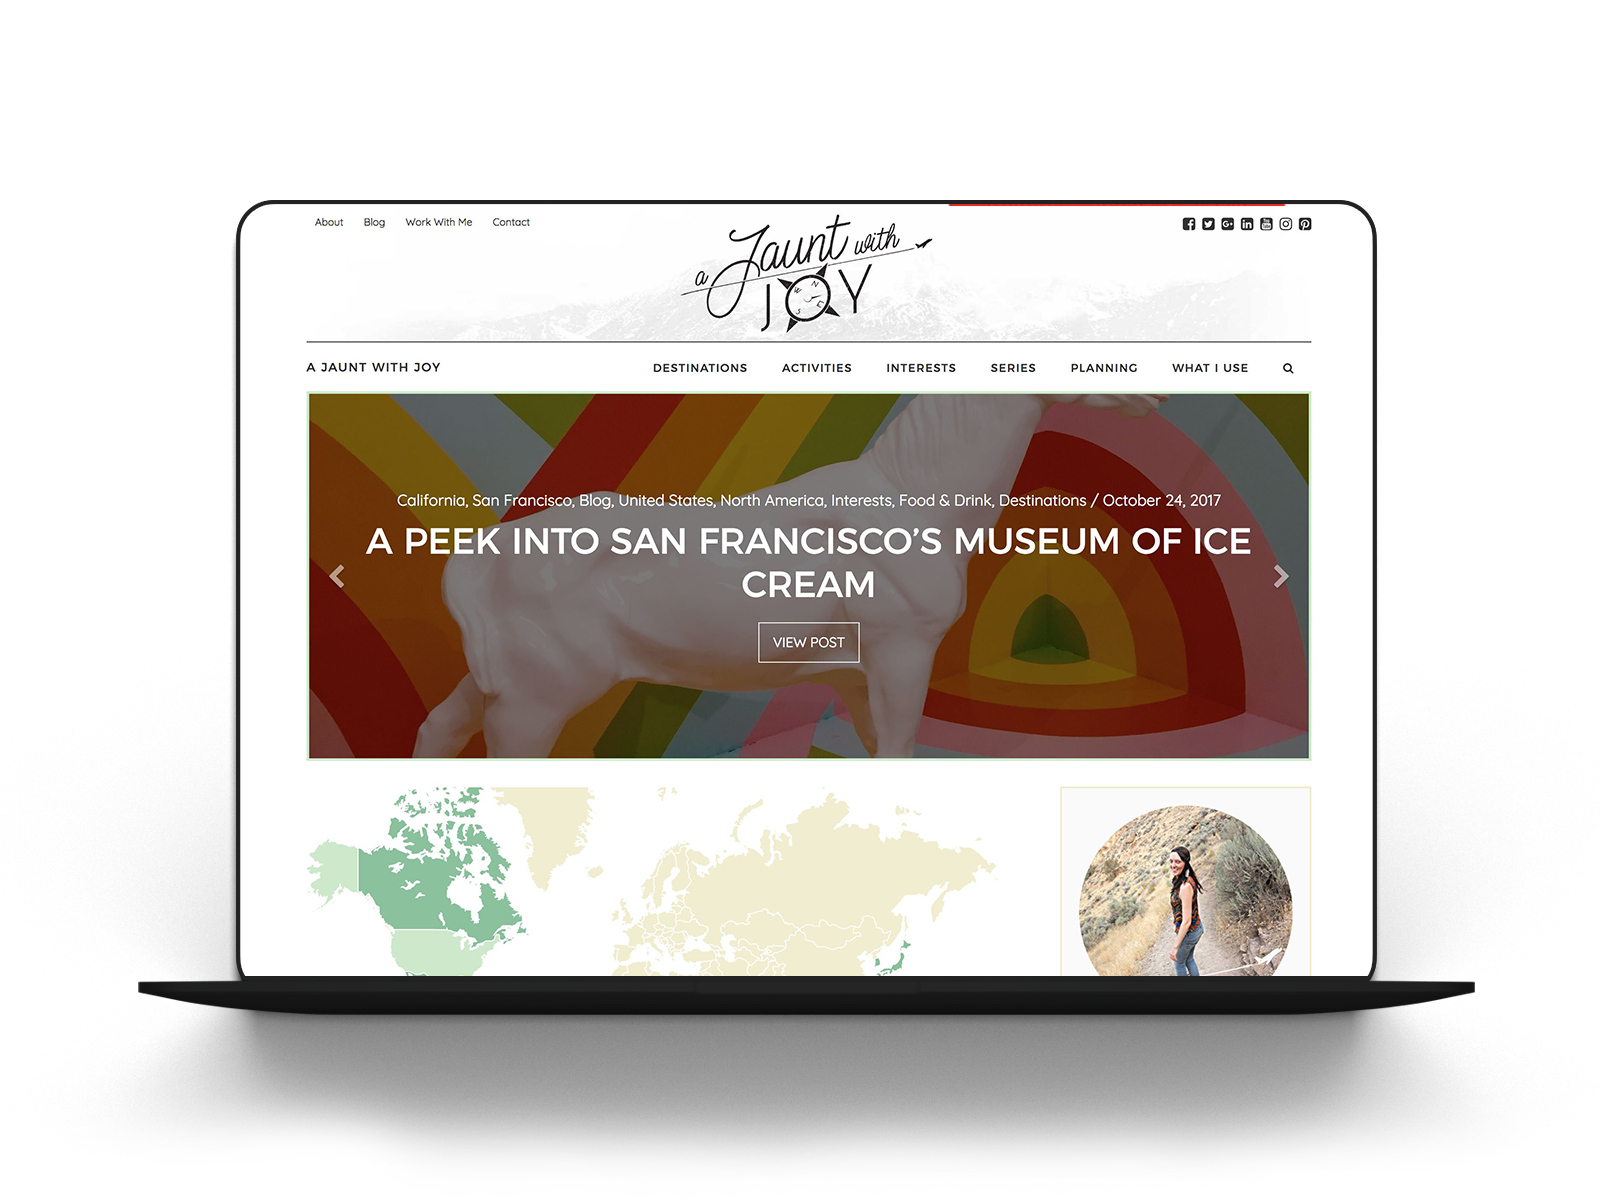 About Blog Work With Me Contact
a Jaunt with
JOY
A JAUNT WITH JOY DESTINATIONS ACTIVITIES INTERESTS SERIES PLANNING WHAT I USE
California, San Francisco, Blog, United States, North America, Interests, Food & Drink, Destinations / October 24, 2017
A PEEK INTO SAN FRANCISCO’S MUSEUM OF ICE
CREAM
VIEW POST